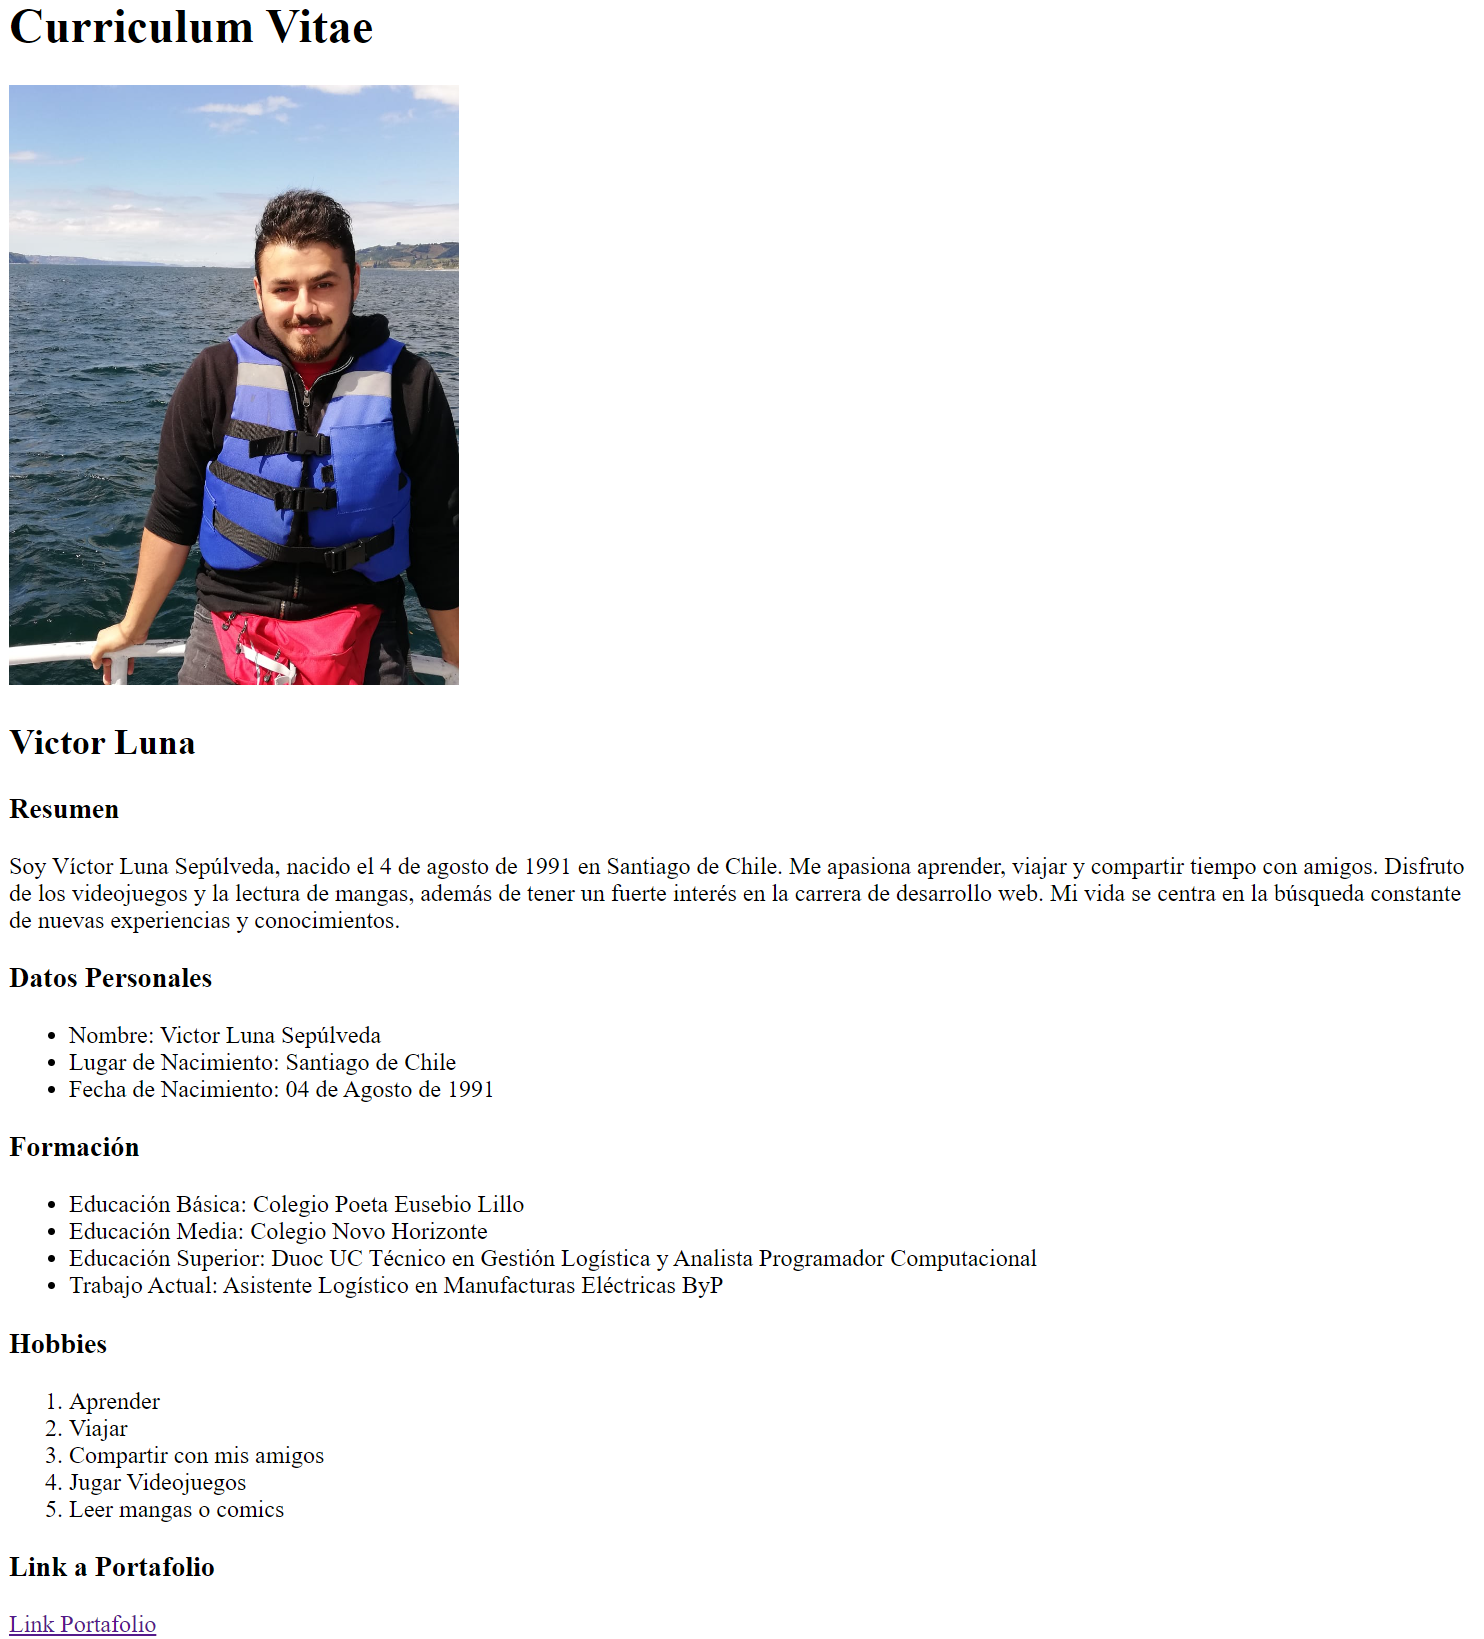 Curriculum Vitae
Victor Luna
Resumen
Soy Víctor Luna Sepúlveda, nacido el 4 de agosto de 1991 en Santiago de Chile. Me apasiona aprender, viajar y compartir tiempo con amigos. Disfruto
de los videojuegos y la lectura de mangas, además de tener un fuerte interés en la carrera de desarrollo web. Mi vida se centra en la búsqueda constante
de nuevas experiencias y conocimientos.
Datos Personales
• Nombre: Victor Luna Sepúlveda
• Lugar de Nacimiento: Santiago de Chile
• Fecha de Nacimiento: 04 de Agosto de 1991
Formación
• Educación Básica: Colegio Poeta Eusebio Lillo
• Educación Media: Colegio Novo Horizonte
• Educación Superior: Duoc UC Técnico en Gestión Logística y Analista Programador Computacional
• Trabajo Actual: Asistente Logístico en Manufacturas Eléctricas ByP
Hobbies
1. Aprender
2. Viajar
3. Compartir con mis amigos
4. Jugar Videojuegos
5. Leer mangas o comics
Link a Portafolio
Link Portafolio